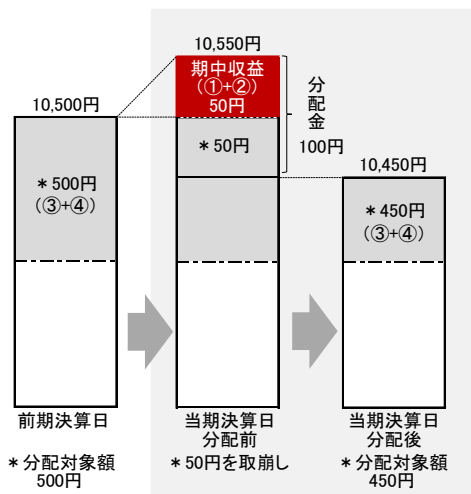 10,550円
期中収益
(①+②)
50円
分配金
100円
10,500円
*50円
10,450円
*500円
(③+④)
*450円
(③+④)
前期決算日
当期決算日
分配前
当期決算日
分配後
*分配対象額
500円
*50円を取崩し
*分配対象額
450円